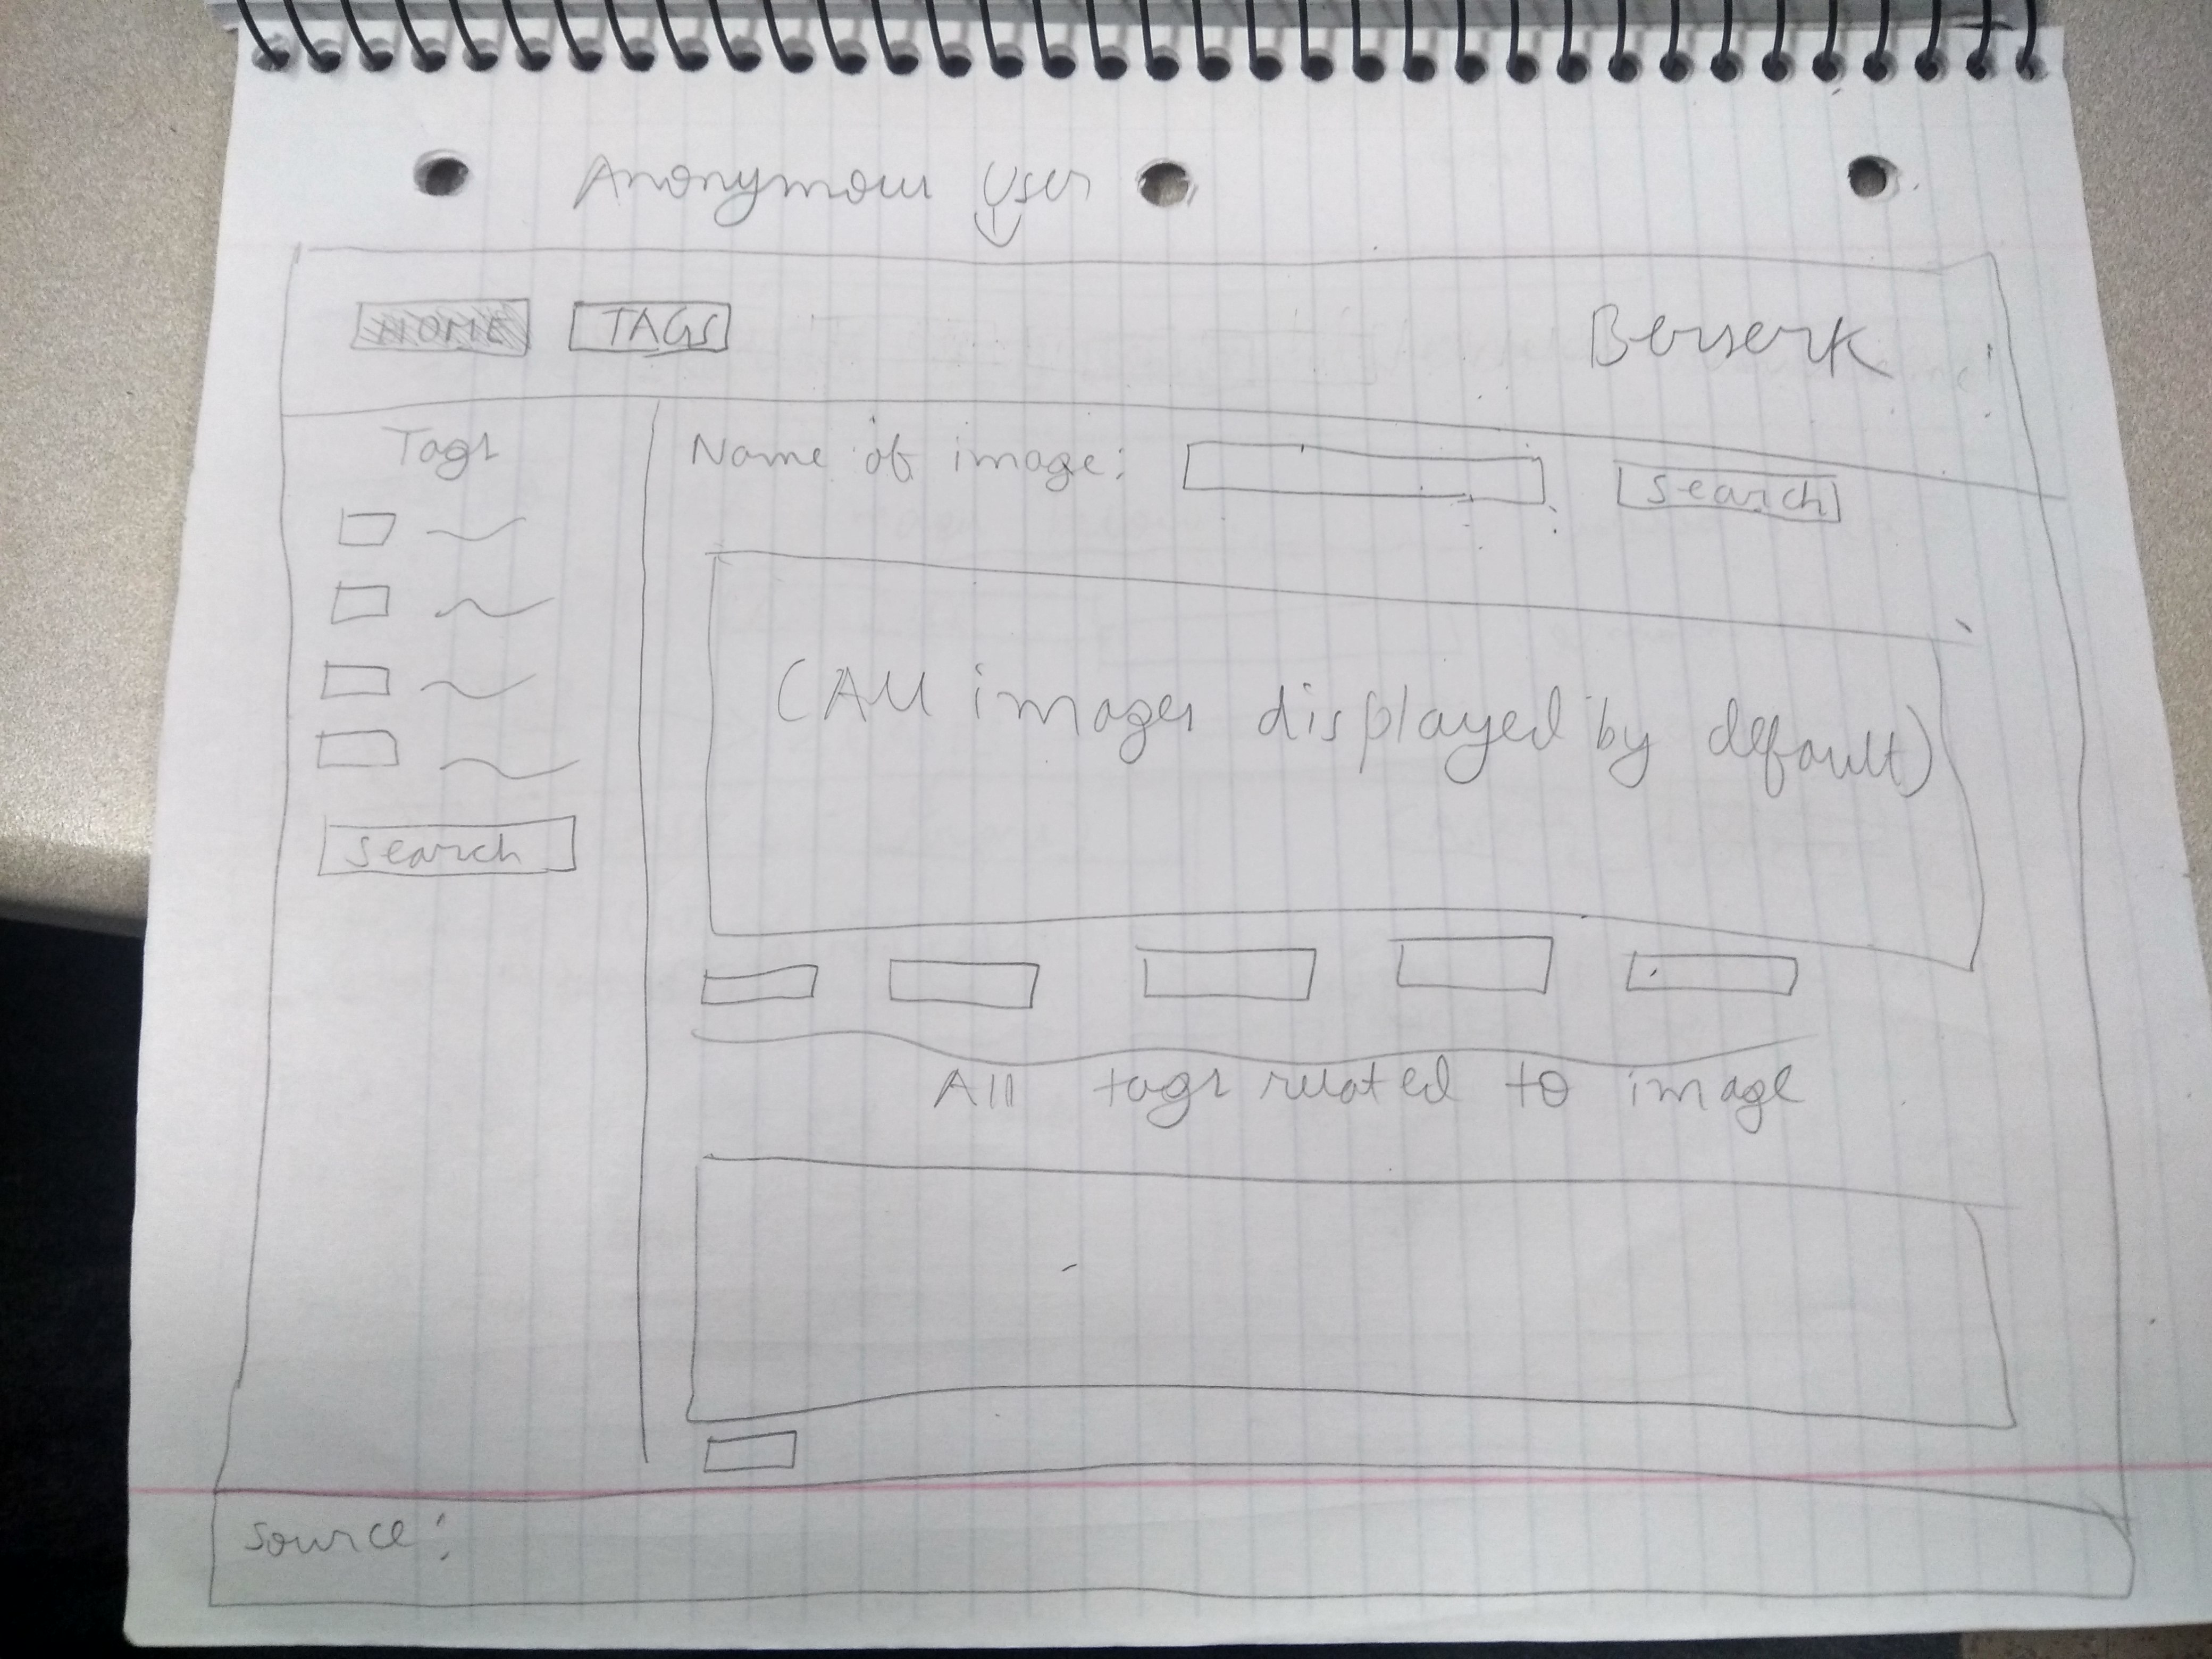 Anonymous User
HOME TAGS Berserk
Tags
Name of image: search
(All images displayed by default)
search
All tags related to image
source: